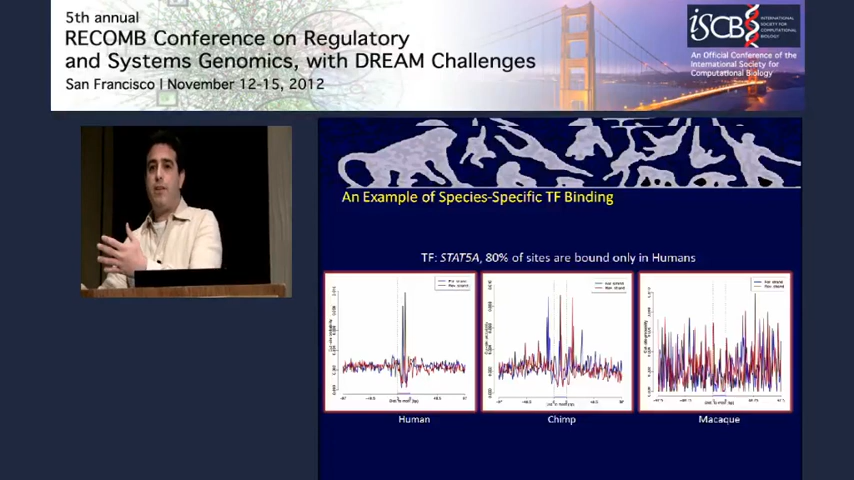 5th annual
RECOMB Conference on Regulatory
and Systems Genomics, with DREAM Challenges
San Francisco | November 12-15, 2012
iSCB
INTERNATIONAL
SOCIETY FOR
COMPUTATIONAL
BIOLOGY
An Official Conference of the
International Society for
Computational Biology
An Example of Species-Specific TF Binding
TF: STAT5A, 80% of sites are bound only in Humans
Human
Chimp
Macaque